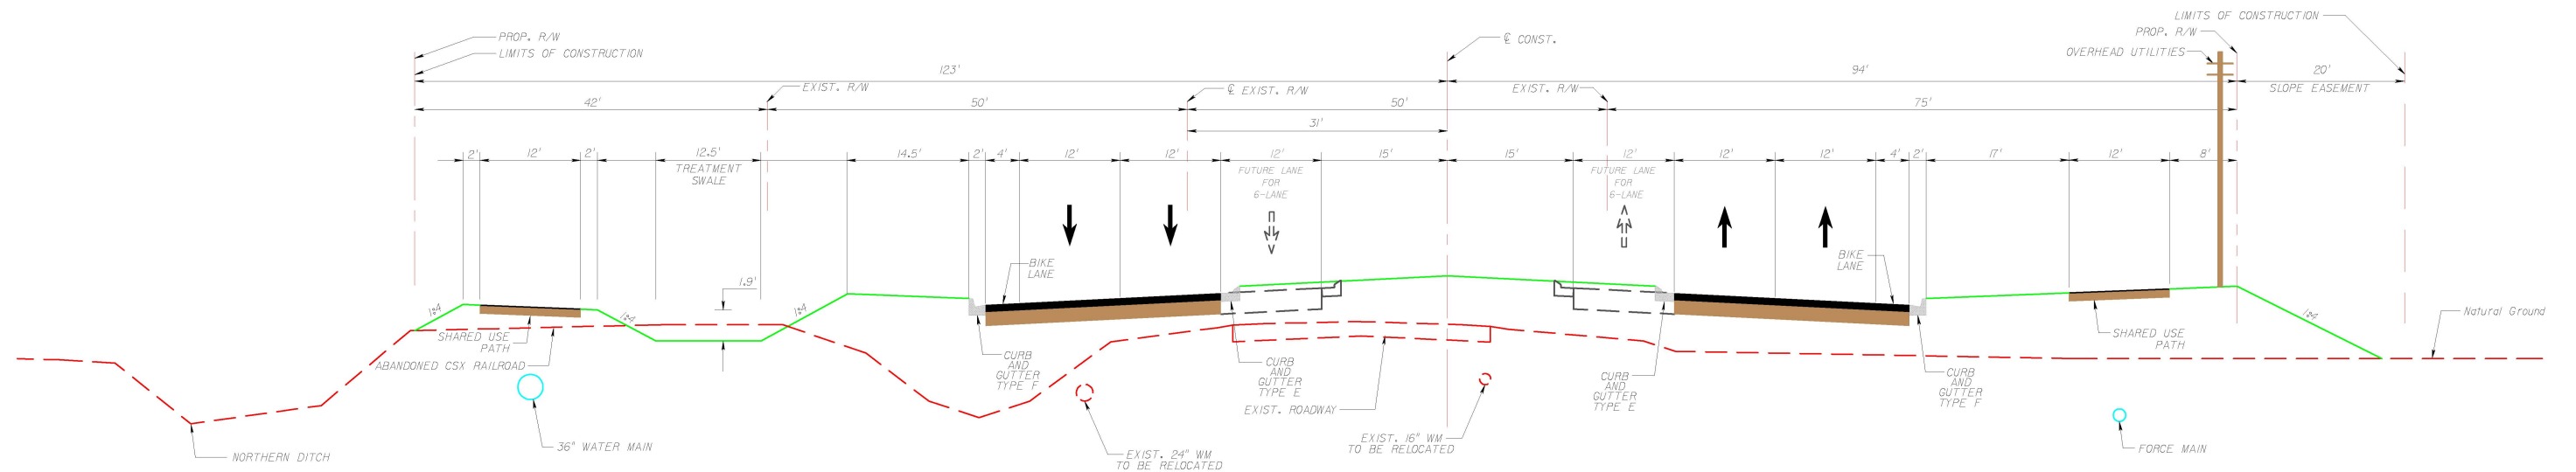 LIMITS OF CONSTRUCTION
PROP. R/W
PROP. R/W
LIMITS OF CONSTRUCTION
℄ CONST.
OVERHEAD UTILITIES
123'
94'
20'
EXIST. R/W
℄ EXIST. R/W
EXIST. R/W
SLOPE EASEMENT
42'
50'
50'
75'
31'
2'
12'
2'
12.5'
14.5'
2'
4'
12'
12'
12'
15'
15'
12'
12'
12'
4'
2'
17'
12'
8'
TREATMENT
SWALE
FUTURE LANE
FOR
6-LANE
FUTURE LANE
FOR
6-LANE
BIKE
LANE
BIKE
LANE
1.9'
1:4
1:4
1:4
1:4
Natural Ground
SHARED USE
PATH
SHARED USE
PATH
ABANDONED CSX RAILROAD
CURB
AND
GUTTER
TYPE F
CURB
AND
GUTTER
TYPE E
CURB
AND
GUTTER
TYPE E
CURB
AND
GUTTER
TYPE F
EXIST. ROADWAY
36" WATER MAIN
NORTHERN DITCH
EXIST. 24" WM
TO BE RELOCATED
EXIST. 16" WM
TO BE RELOCATED
FORCE MAIN